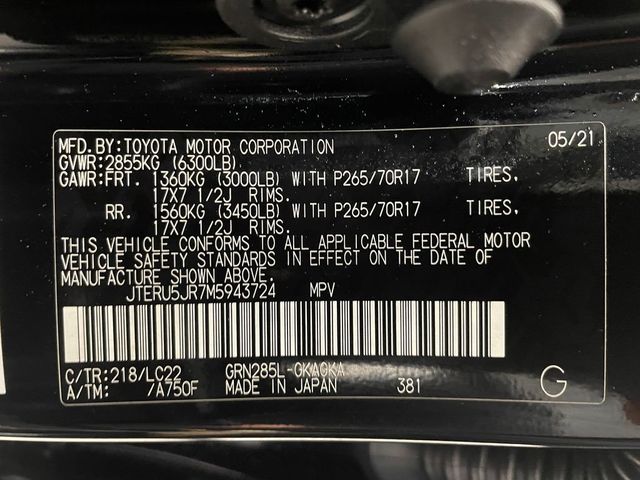 MFD.BY:TOYOTA MOTOR CORPORATION 05/21
GVWR:2855KG (6300LB)
GAWR:FRT. 1360KG (3000LB) WITH P265/70R17 TIRES,
17X7 1/2J RIMS.
RR. 1560KG (3450LB) WITH P265/70R17 TIRES,
17X7 1/2J RIMS.
THIS VEHICLE CONFORMS TO ALL APPLICABLE FEDERAL MOTOR
VEHICLE SAFETY STANDARDS IN EFFECT ON THE DATE OF
MANUFACTURE SHOWN ABOVE.
JTERU5JR7M5943724 MPV
C/TR:218/LC22 GRN285L-GKAGKA
A/TM: /A750F MADE IN JAPAN 381 G